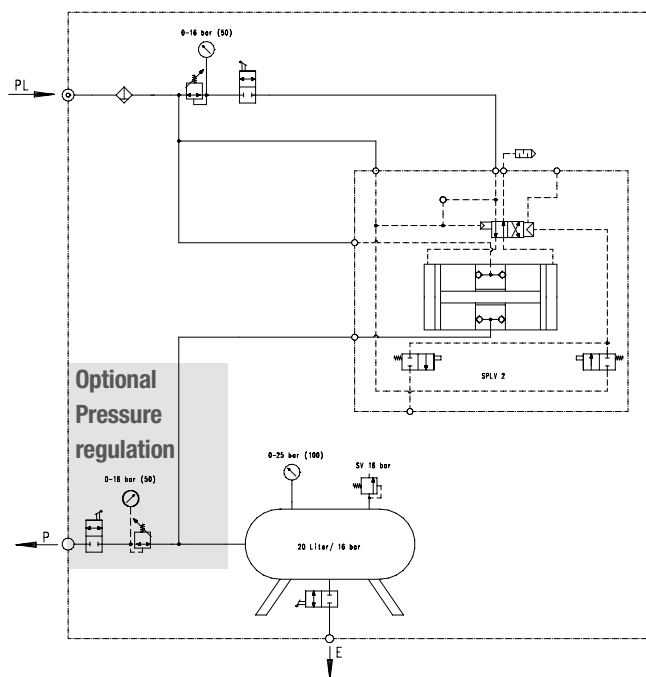 0-16 bar (50)
PL
SPLV 2
Optional
Pressure
regulation
0-25 bar (100)
SV 16 bar
0-16 bar (50)
P
20 Liter/ 16 bar
E